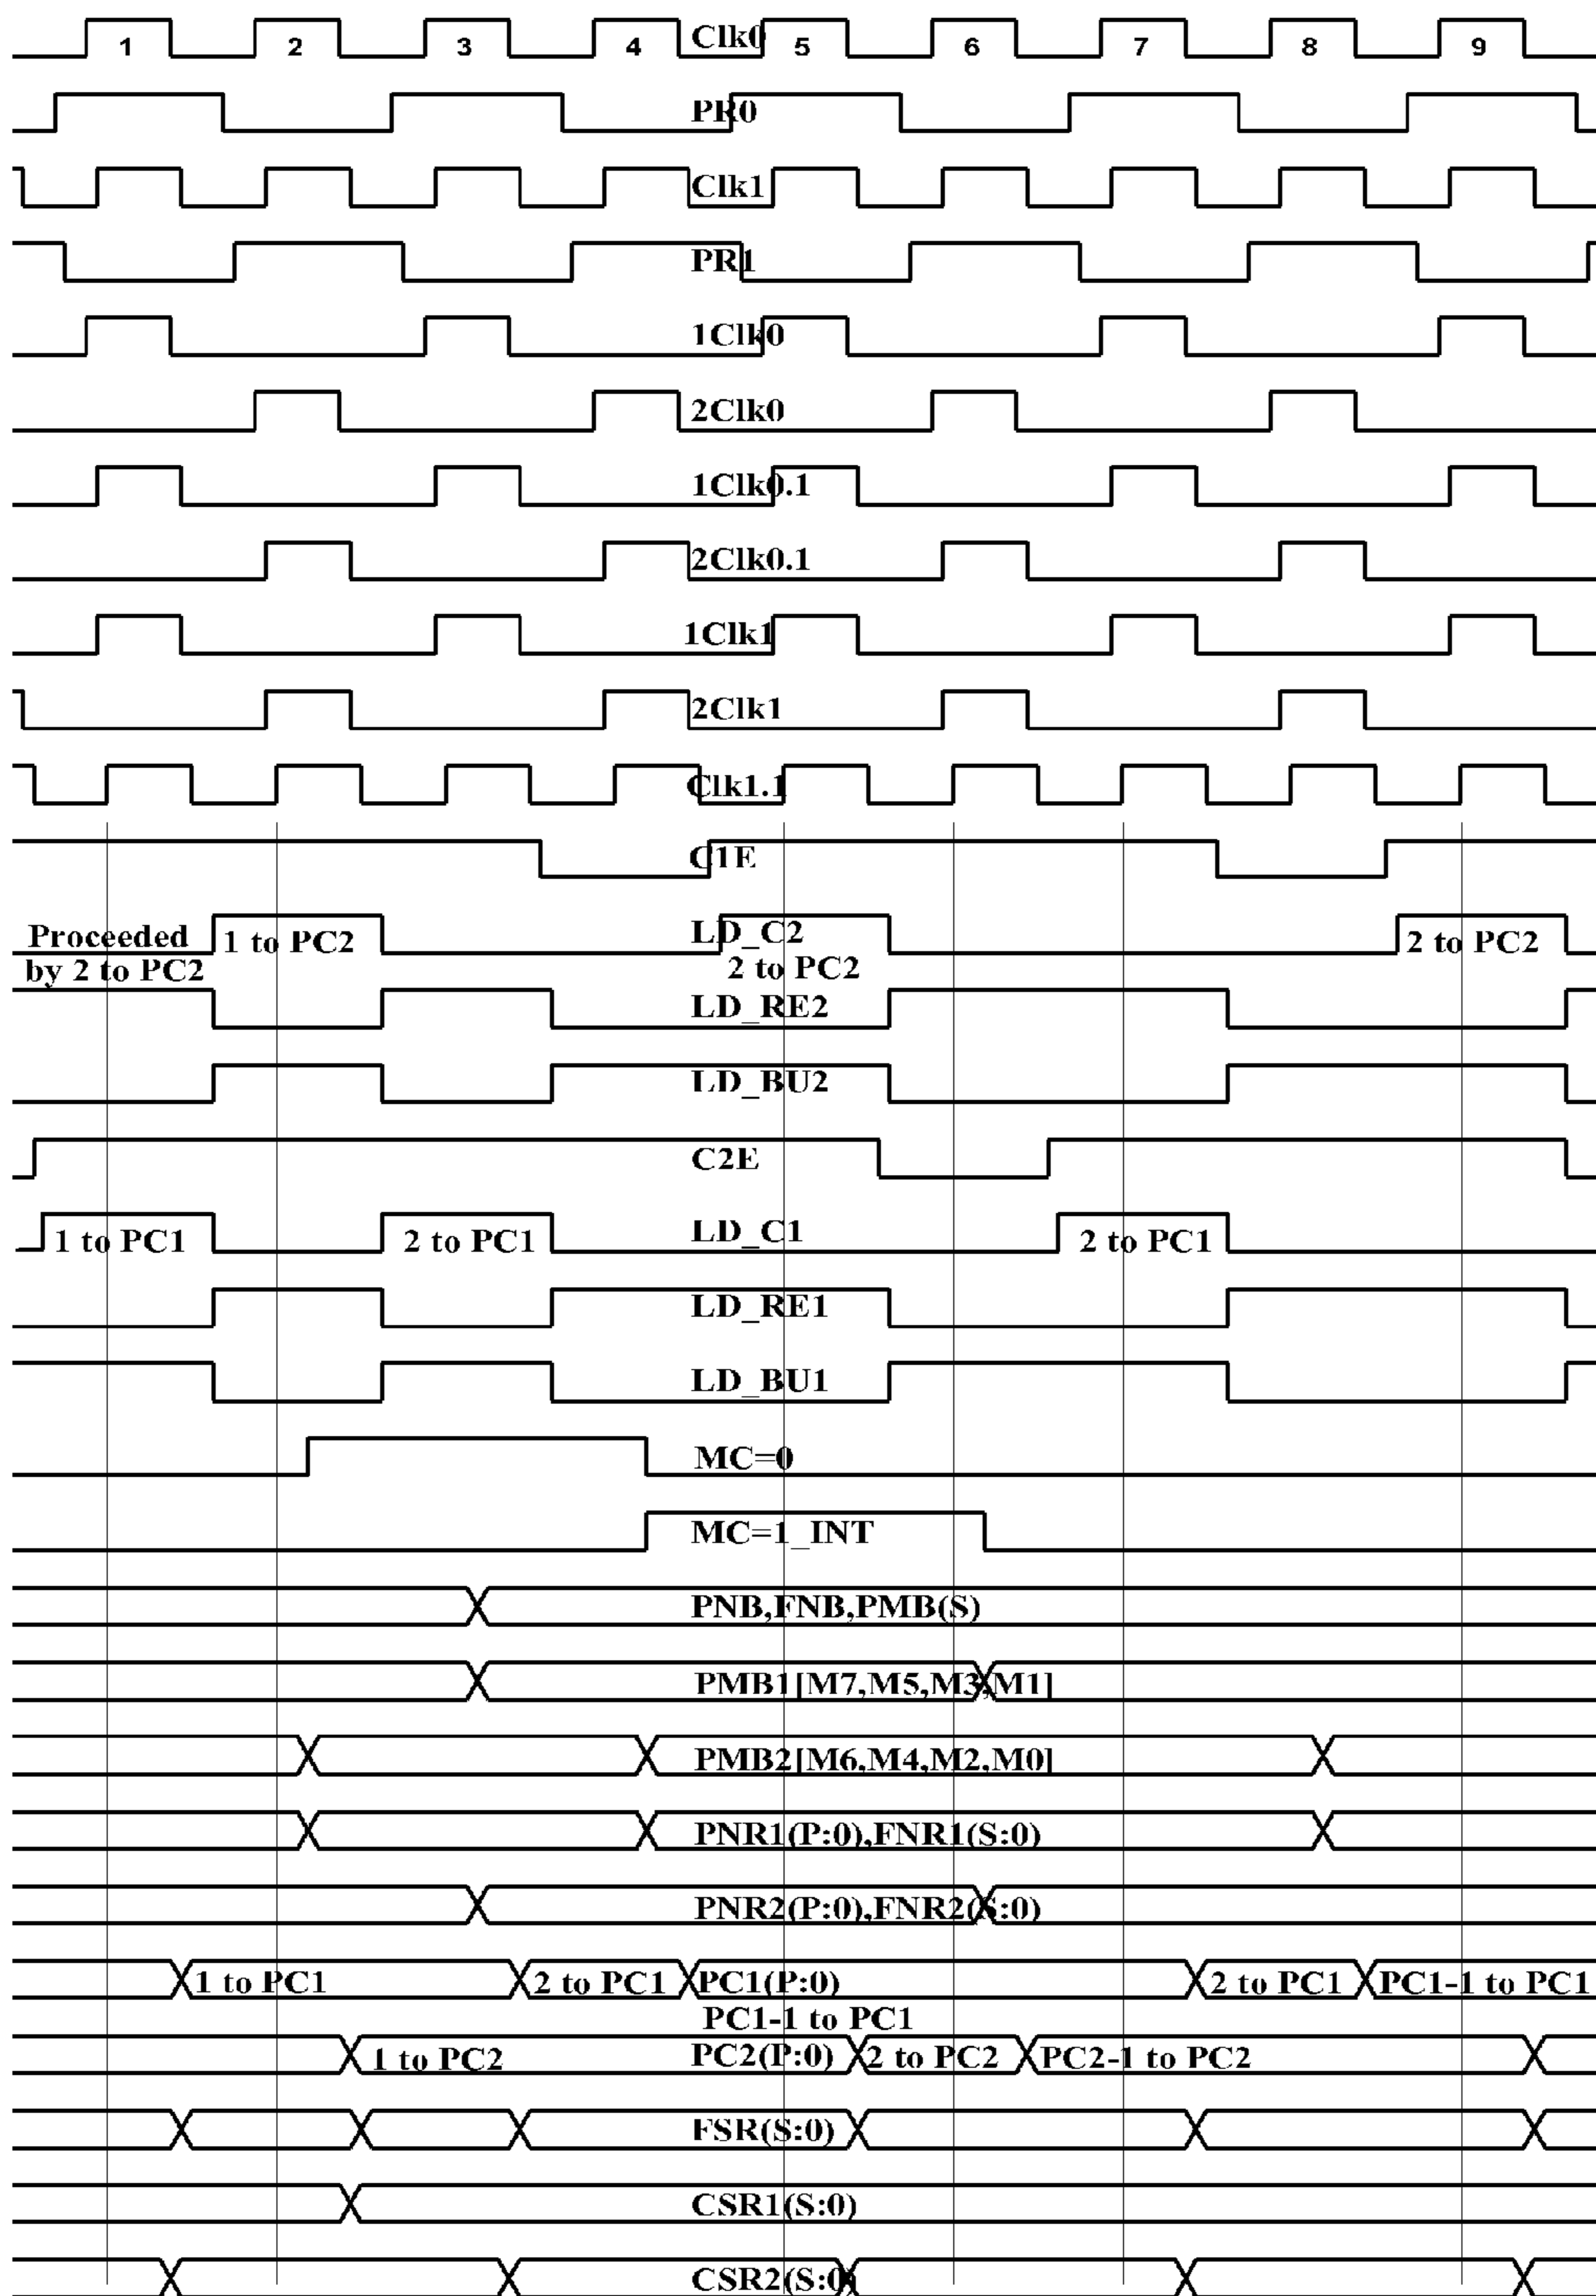 1 2 3 4 Clk0 5 6 7 8 9
PR0
Clk1
PR1
1Clk0
2Clk0
1Clk0.1
2Clk0.1
1Clk1
2Clk1
Clk1.1
C1E
Proceeded 1 to PC2 LD_C2 2 to PC2
by 2 to PC2 2 to PC2
LD_RE2
LD_BU2
C2E
1 to PC1 2 to PC1 LD_C1 2 to PC1
LD_RE1
LD_BU1
MC=0
MC=1_INT
PNB,FNB,PMB(S)
PMB1[M7,M5,M3,M1]
PMB2[M6,M4,M2,M0]
PNR1(P:0),FNR1(S:0)
PNR2(P:0),FNR2(S:0)
1 to PC1 2 to PC1 PC1(P:0) 2 to PC1 PC1-1 to PC1
PC1-1 to PC1
1 to PC2 PC2(P:0) 2 to PC2 PC2-1 to PC2
FSR(S:0)
CSR1(S:0)
CSR2(S:0)